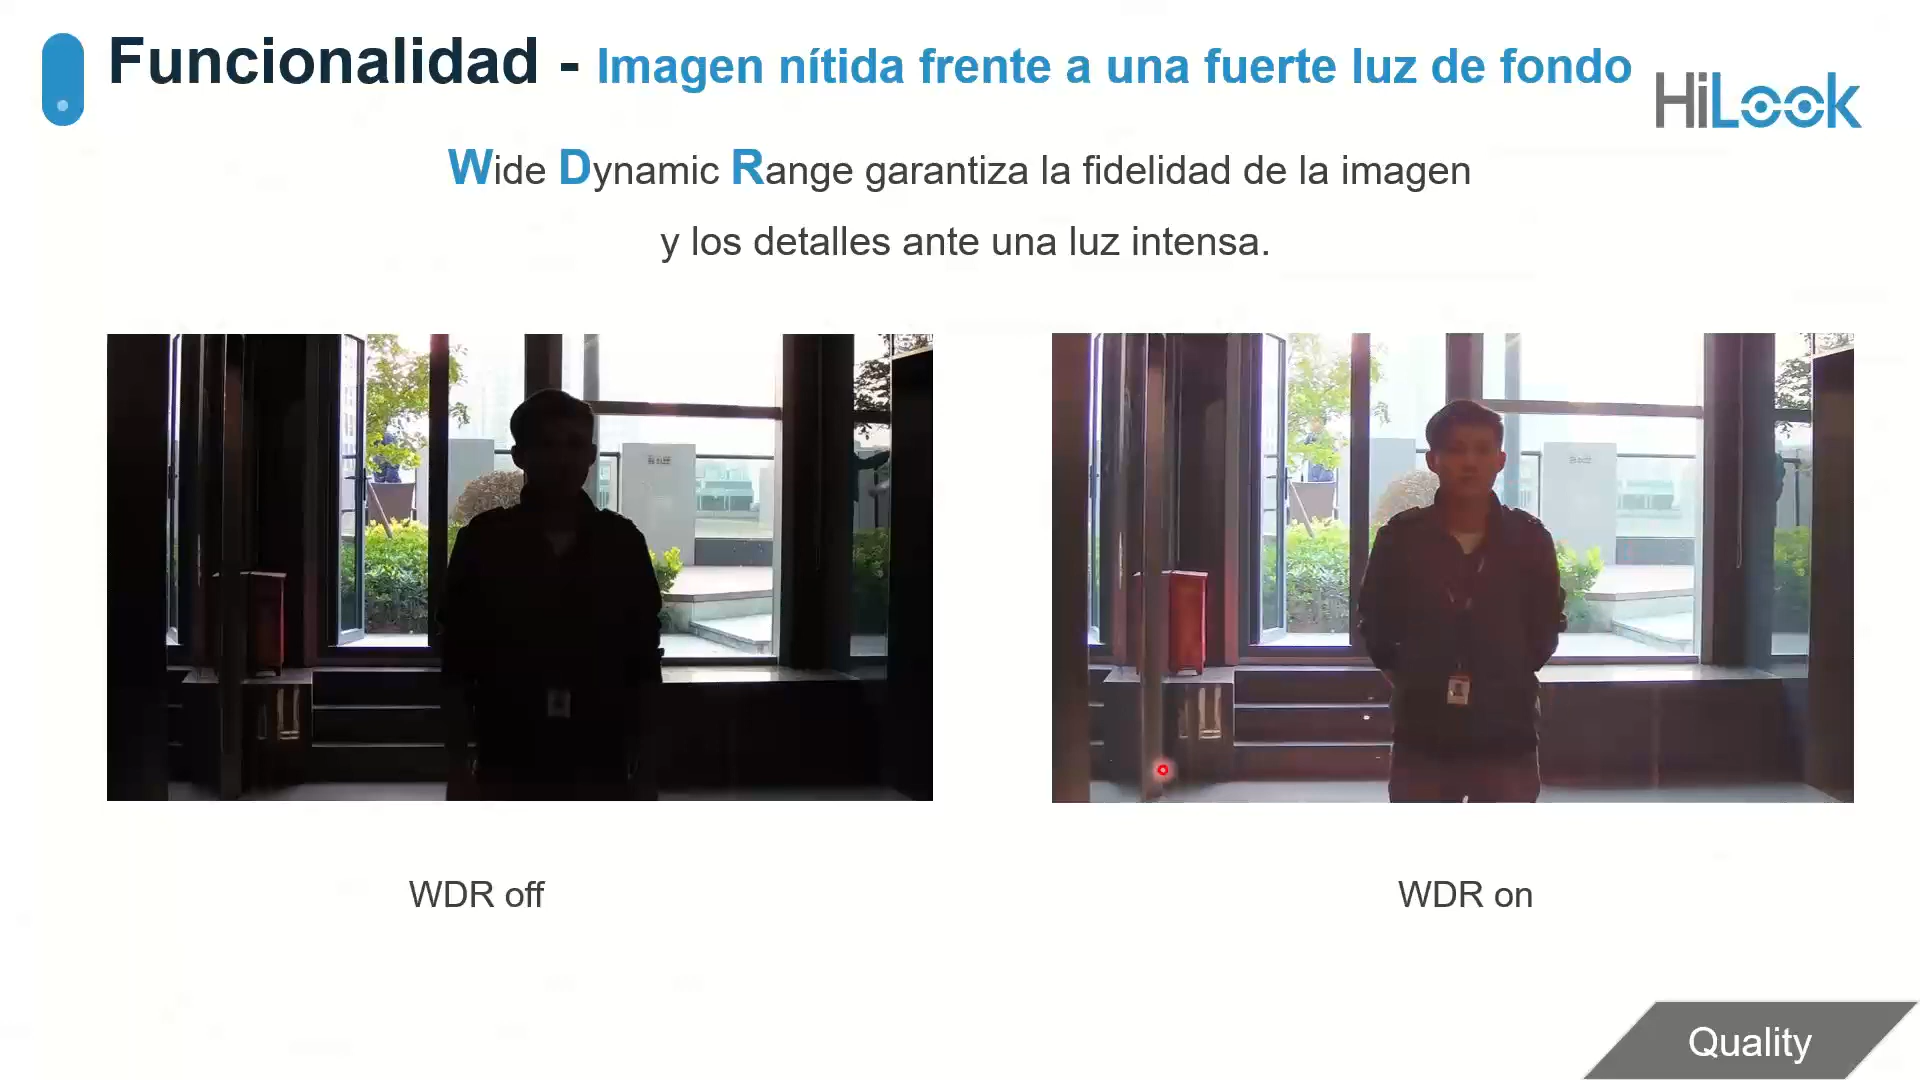 Funcionalidad - Imagen nítida frente a una fuerte luz de fondo
HiLook
Wide Dynamic Range garantiza la fidelidad de la imagen
y los detalles ante una luz intensa.
WDR off
WDR on
Quality